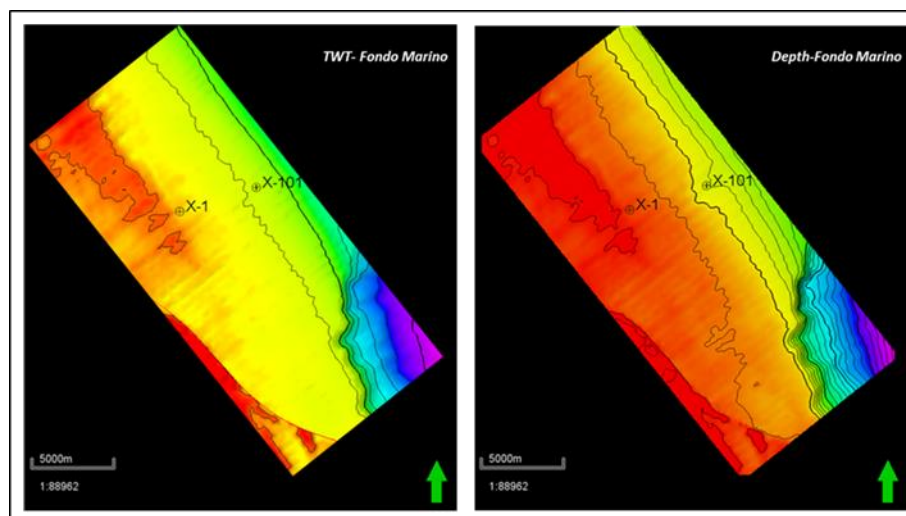 TWT- Fondo Marino
X-101
X-1
5000m
1:88962
Depth-Fondo Marino
X-101
X-1
5000m
1:88962